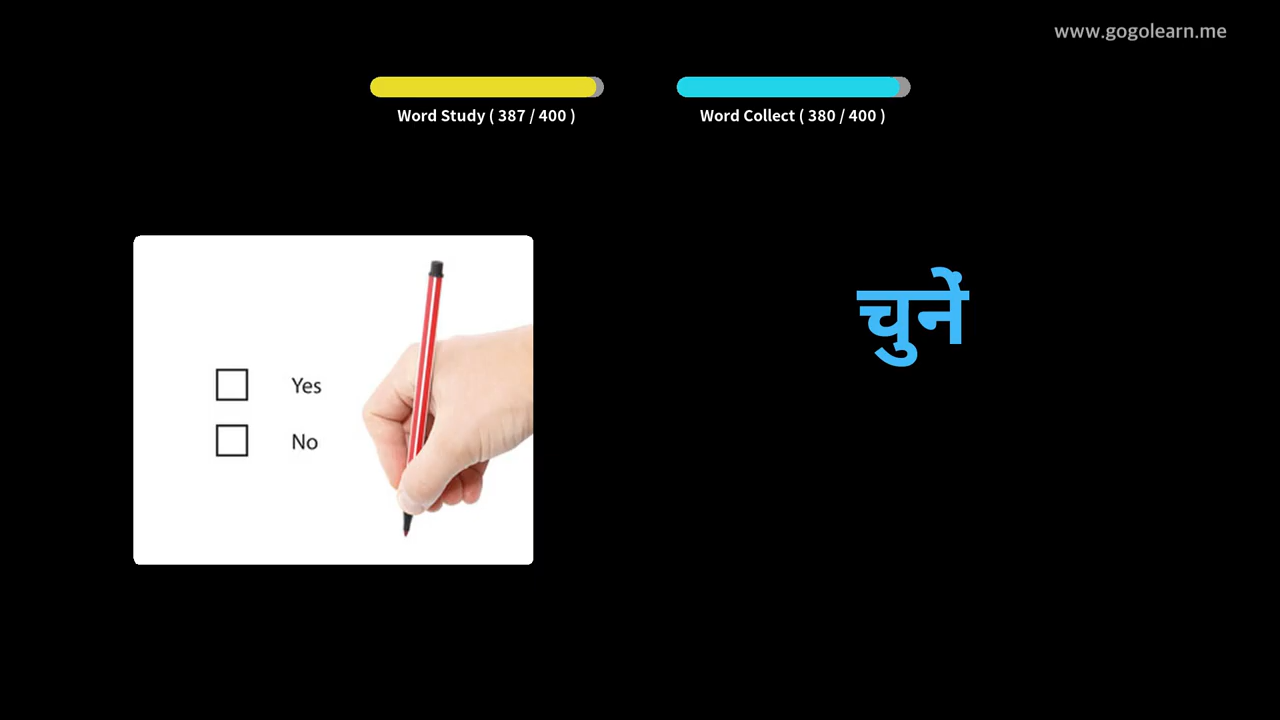 www.gogolearn.me
Word Study ( 387 / 400 )
Word Collect ( 380 / 400 )
Yes
No
चुनें